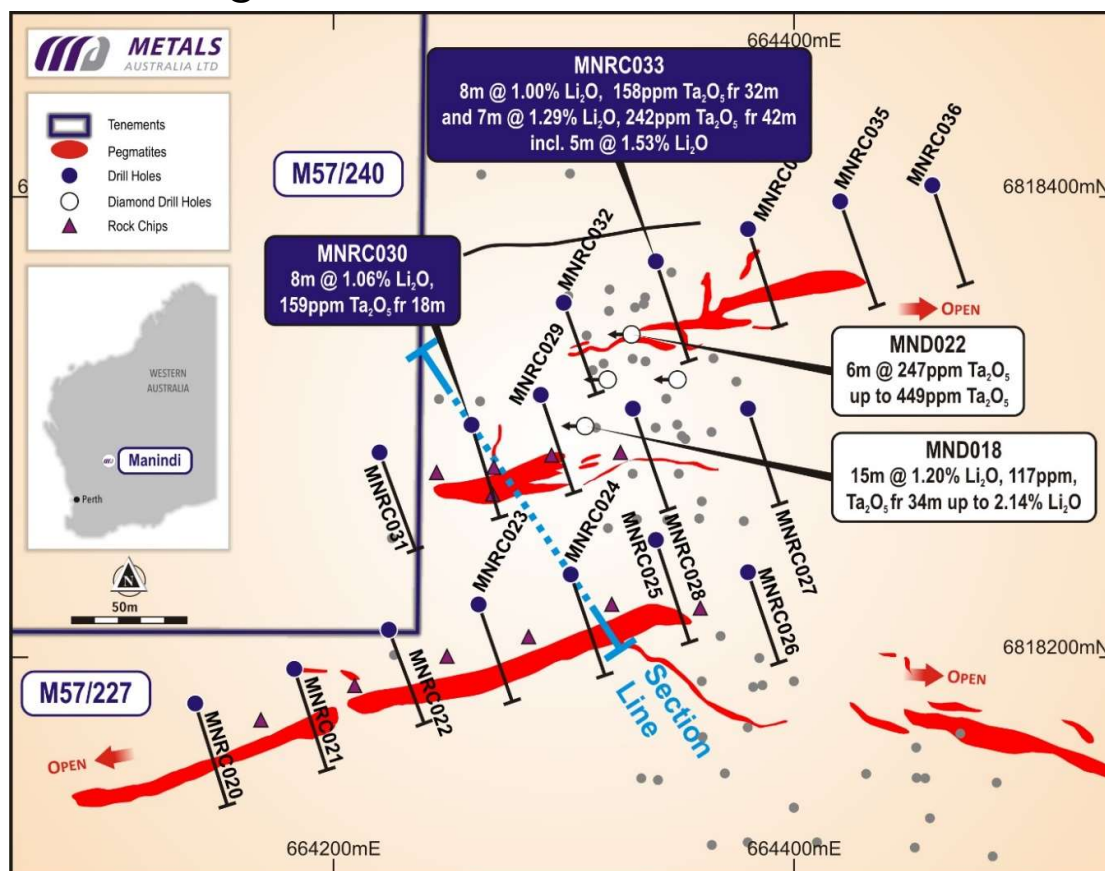 METALS
AUSTRALIA LTD
Tenements
Pegmatites
Drill Holes
Diamond Drill Holes
Rock Chips
WESTERN
AUSTRALIA
Manindi
Perth
N
50m
664400mE
MNRC033
8m @ 1.00% Li₂O, 158ppm Ta₂O₅ fr 32m
and 7m @ 1.29% Li₂O, 242ppm Ta₂O₅ fr 42m
incl. 5m @ 1.53% Li₂O
M57/240
MNRC035
MNRC036
6818400mN
MNRC032
MNRC030
8m @ 1.06% Li₂O,
159ppm Ta₂O₅ fr 18m
OPEN
MNRC029
MND022
6m @ 247ppm Ta₂O₅
up to 449ppm Ta₂O₅
MND018
15m @ 1.20% Li₂O, 117ppm,
Ta₂O₅ fr 34m up to 2.14% Li₂O
MNRC031
MNRC023
MNRC024
MNRC025
MNRC028
MNRC027
MNRC026
6818200mN
M57/227
MNRC020
MNRC021
MNRC022
Section
Line
OPEN
OPEN
664200mE
664400mE